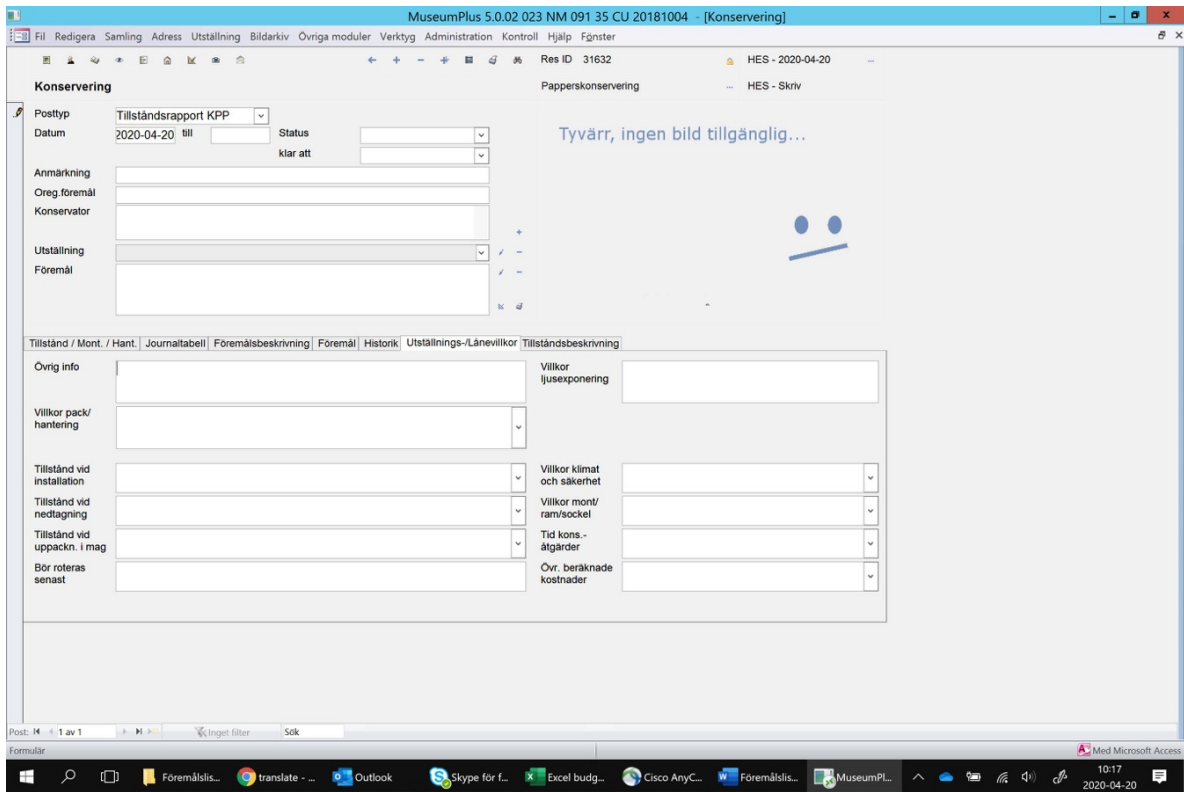 MuseumPlus 5.0.02 023 NM 091 35 CU 20181004 - [Konservering]
Fil Redigera Samling Adress Utställning Bildarkiv Övriga moduler Verktyg Administration Kontroll Hjälp Fönster
Res ID 31632 HES - 2020-04-20 ...
Konservering Papperskonservering ... HES - Skriv
Posttyp Tillståndsrapport KPP
Datum 2020-04-20 till Status
klar att
Tyvärr, ingen bild tillgänglig...
Anmärkning
Oreg.föremål
Konservator
Utställning
Föremål
Tillstånd / Mont. / Hant. Journaltabell Föremålsbeskrivning Föremål Historik Utställnings-/Lånevillkor Tillståndsbeskrivning
Övrig info Villkor
ljusexponering
Villkor pack/
hantering
Tillstånd vid Villkor klimat
installation och säkerhet
Tillstånd vid Villkor mont/
nedtagning ram/sockel
Tillstånd vid Tid kons.-
uppackn. i mag åtgärder
Bör roteras Övr. beräknade
senast kostnader
Post: 1 av 1 Inget filter Sök
Formulär Med Microsoft Access
Föremålslis... translate - ... Outlook Skype för f... Excel budg... Cisco AnyC... Föremålslis... MuseumPl... 10:17
2020-04-20